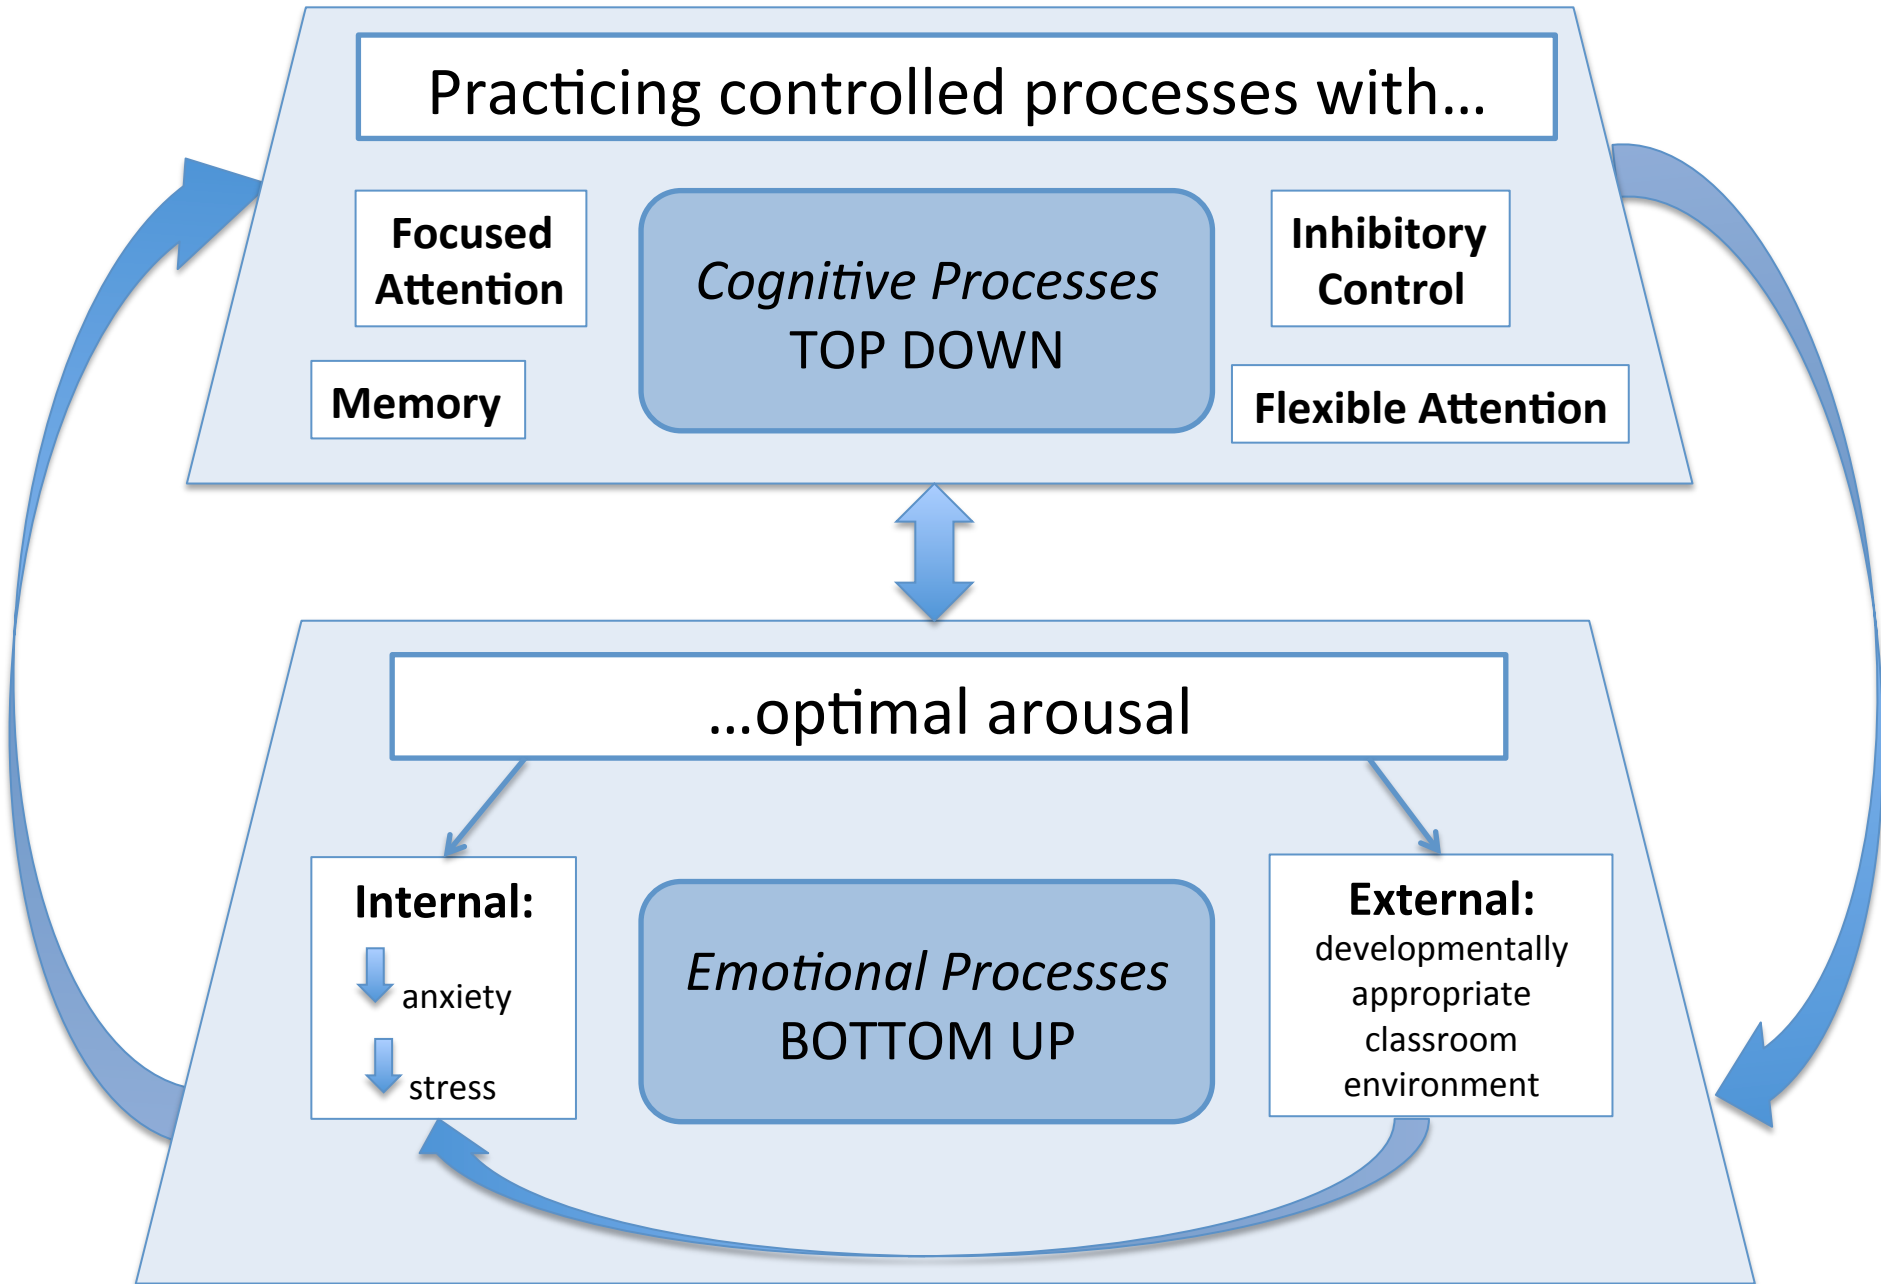 Practicing controlled processes with...
Focused
Attention
Memory
Cognitive Processes
TOP DOWN
Inhibitory
Control
Flexible Attention
...optimal arousal
Internal:
anxiety
stress
Emotional Processes
BOTTOM UP
External:
developmentally
appropriate
classroom
environment